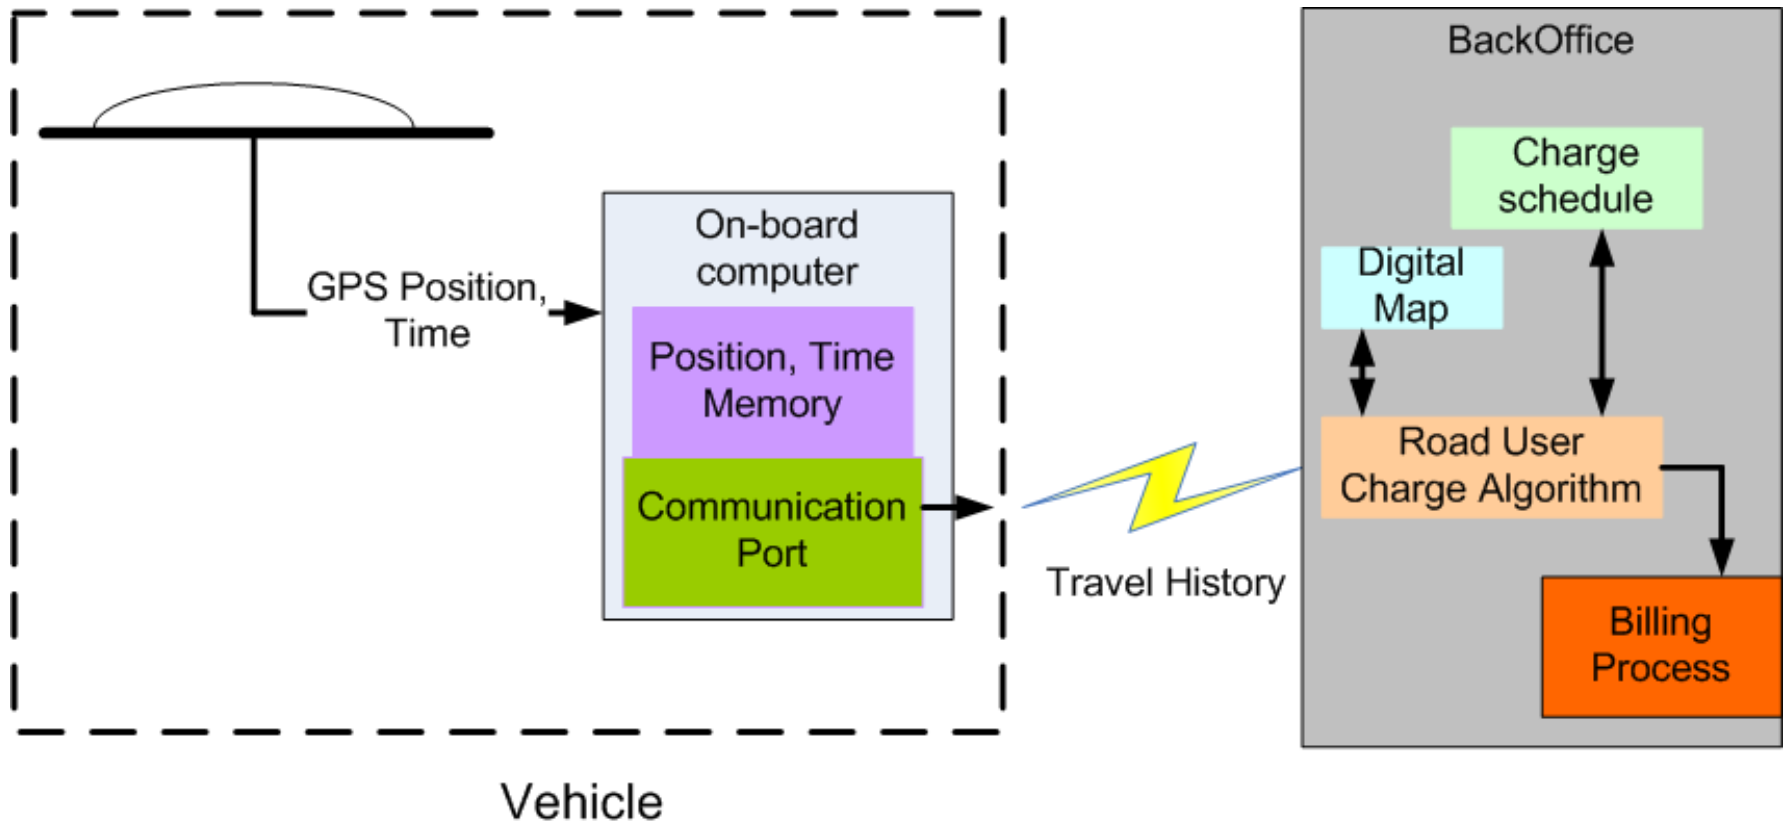 BackOffice
Charge
schedule
On-board
computer
Digital
Map
GPS Position,
Time
Position, Time
Memory
Road User
Charge Algorithm
Communication
Port
Travel History
Billing
Process
Vehicle